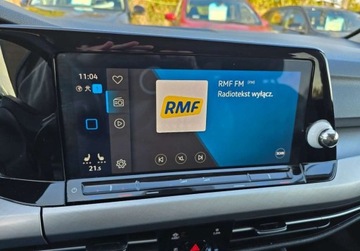 11:04
RMF FM
Radiotekst wyłącz.
RMF
21.5